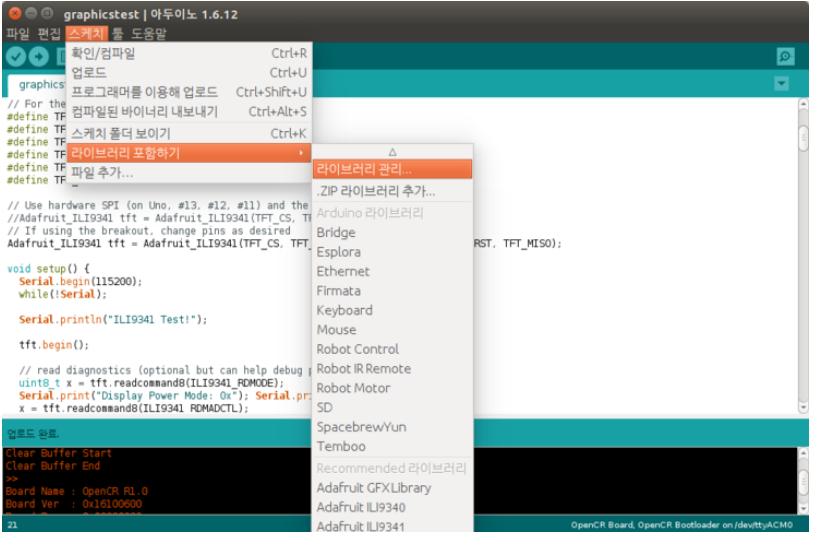 graphicstest | 아두이노 1.6.12
파일 편집 스케치 툴 도움말
확인/컴파일 Ctrl+R
업로드 Ctrl+U
프로그래머를 이용해 업로드 Ctrl+Shift+U
컴파일된 바이너리 내보내기 Ctrl+Alt+S
스케치 폴더 보이기 Ctrl+K
라이브러리 포함하기
파일 추가...
라이브러리 관리...
.ZIP 라이브러리 추가...
Arduino 라이브러리
Bridge
Esplora
Ethernet
Firmata
Keyboard
Mouse
Robot Control
Robot IR Remote
Robot Motor
SD
SpacebrewYun
Temboo
Recommended 라이브러리
Adafruit GFX Library
Adafruit ILI9340
Adafruit ILI9341
graphics
// For the
#define TF
#define TF
#define TF
#define TF
#define TF
#define TF
// Use hardware SPI (on Uno, #13, #12, #11) and the
//Adafruit_ILI9341 tft = Adafruit_ILI9341(TFT_CS, T
// If using the breakout, change pins as desired
Adafruit_ILI9341 tft = Adafruit_ILI9341(TFT_CS, TFT_ RST, TFT_MISO);
void setup() {
Serial.begin(115200);
while(!Serial);
Serial.println("ILI9341 Test!");
tft.begin();
// read diagnostics (optional but can help debug p
uint8_t x = tft.readcommand8(ILI9341_RDMODE);
Serial.print("Display Power Mode: 0x"); Serial.pr
x = tft.readcommand8(ILI9341_RDMADCTL);
업로드 완료.
Clear Buffer Start
Clear Buffer End
>>
Board Name : OpenCR R1.0
Board Ver : 0x16100600
21 OpenCR Board, OpenCR Bootloader on /dev/ttyACM0